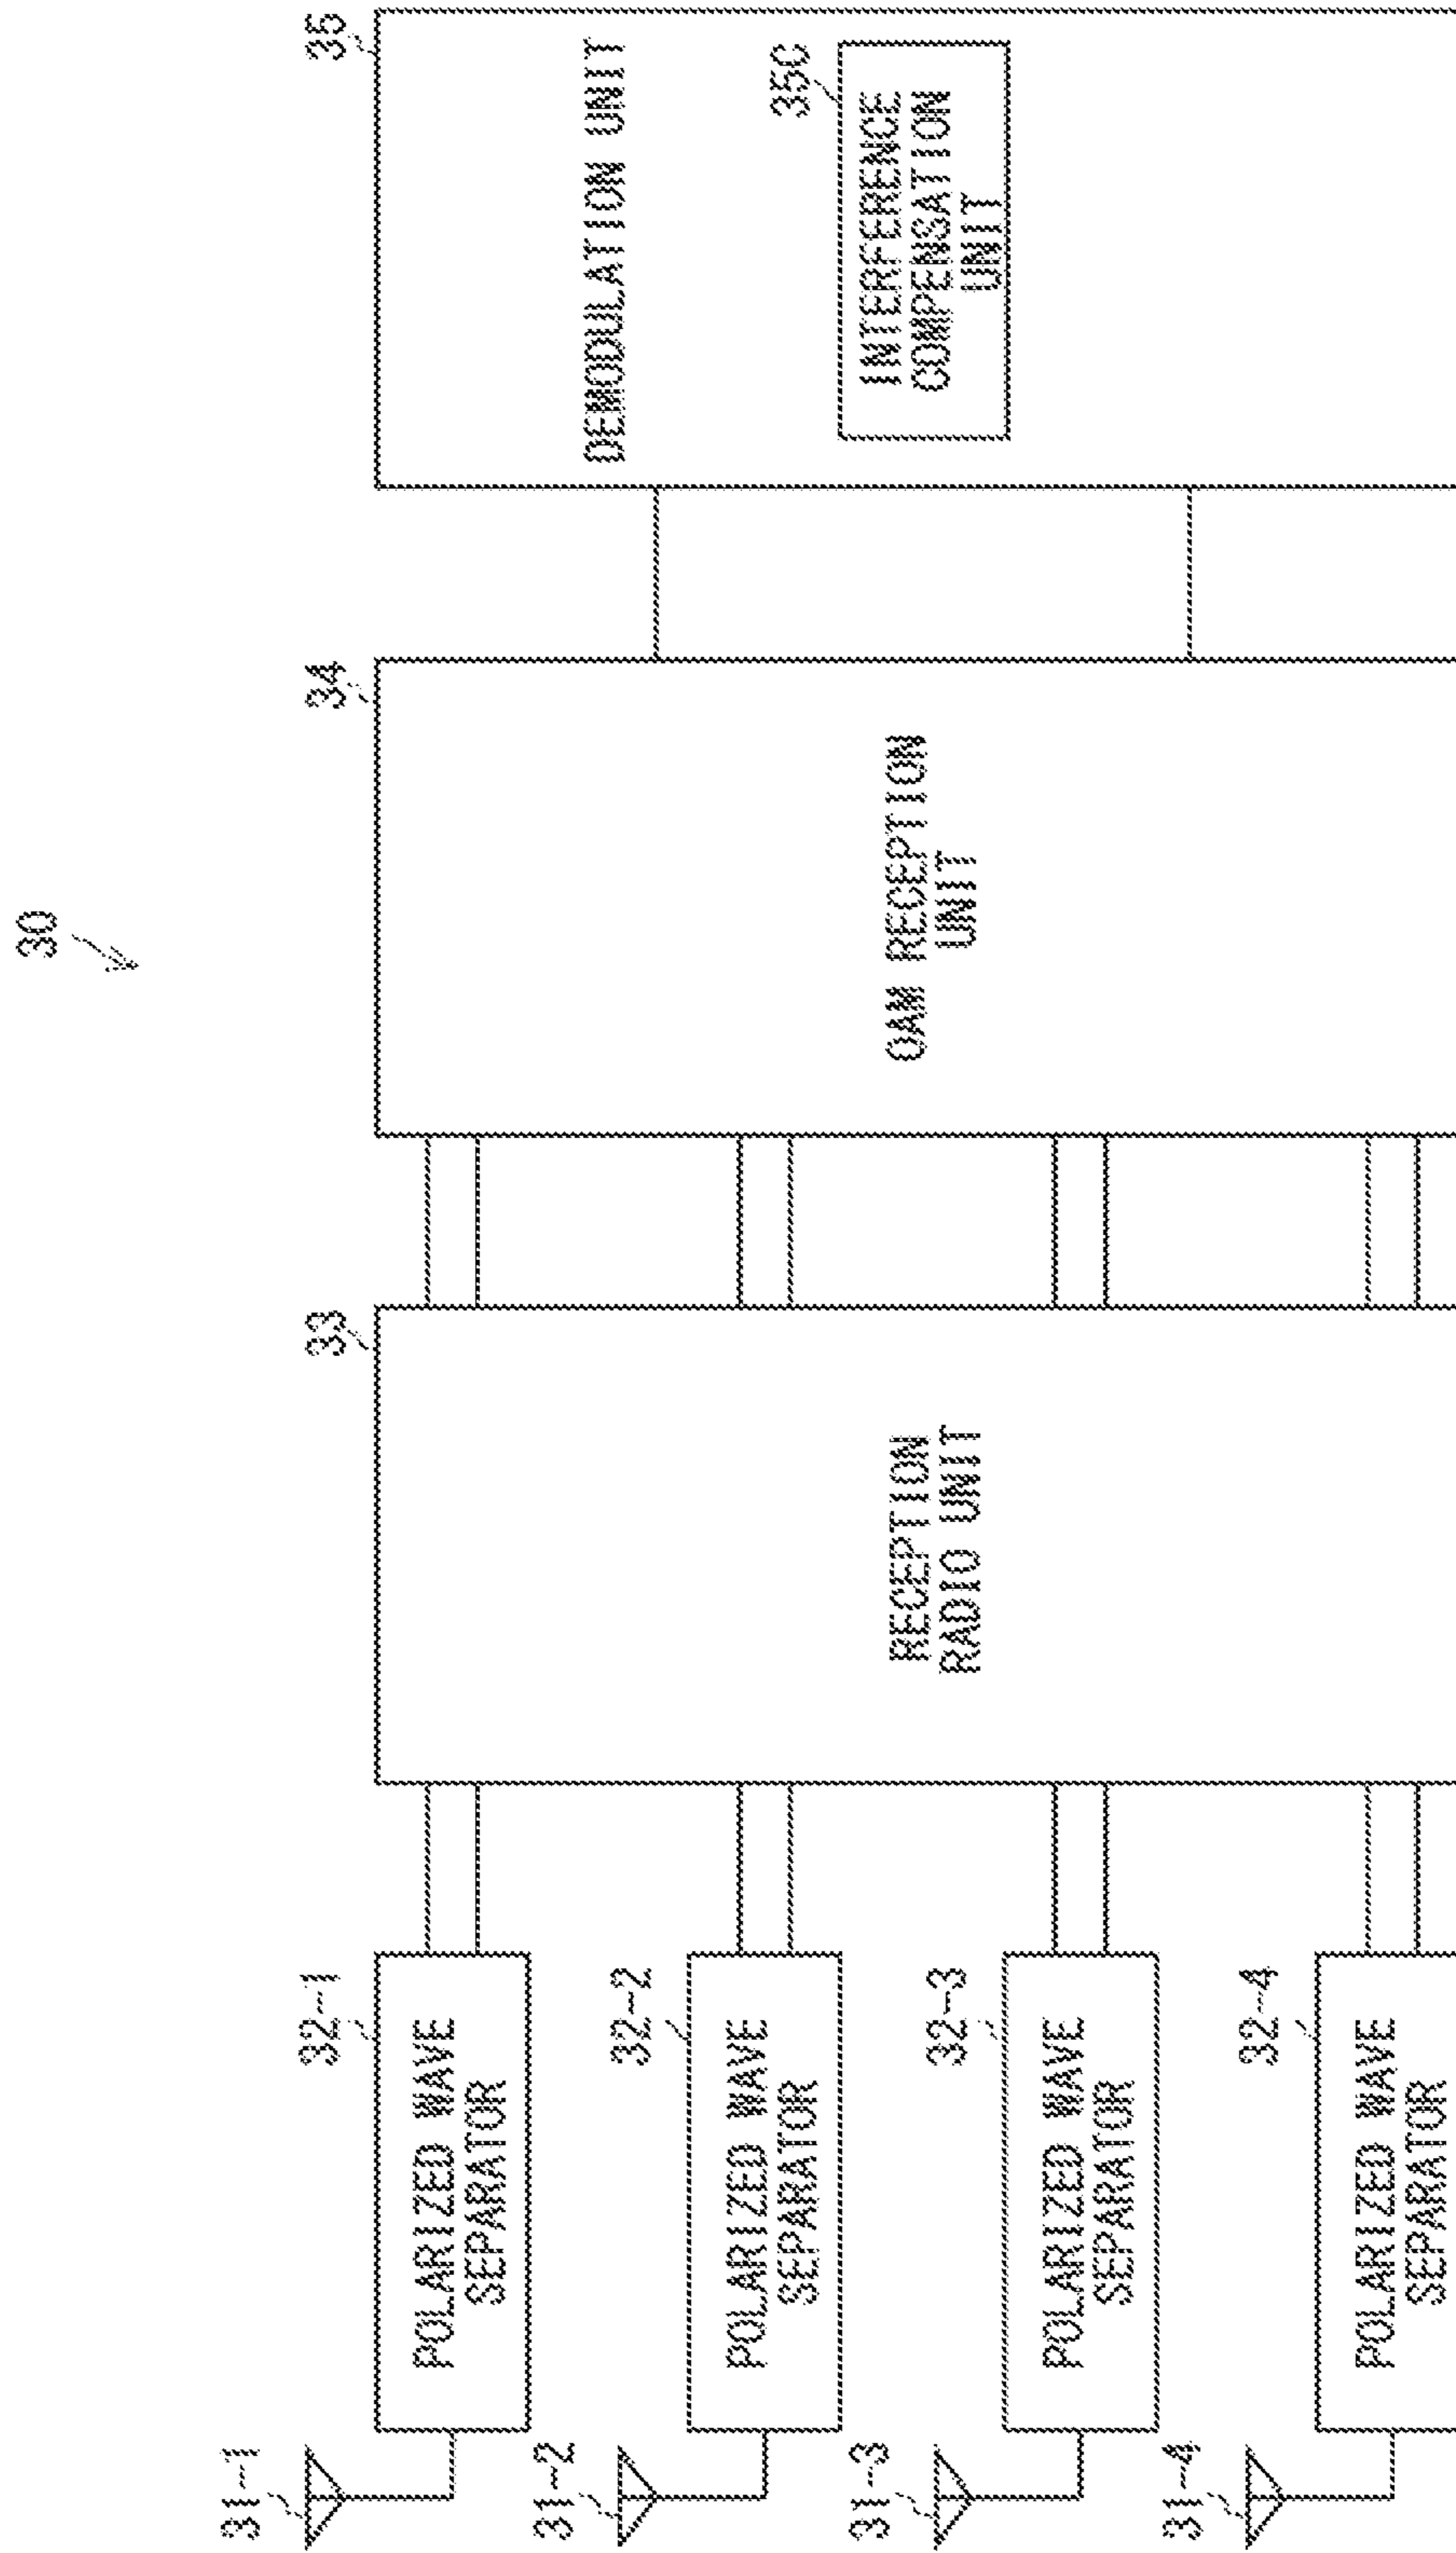 30
31-1
32-1
POLARIZED WAVE
SEPARATOR
31-2
32-2
POLARIZED WAVE
SEPARATOR
31-3
32-3
POLARIZED WAVE
SEPARATOR
31-4
32-4
POLARIZED WAVE
SEPARATOR
33
RECEPTION
RADIO UNIT
34
OAM RECEPTION
UNIT
35
DEMODULATION UNIT
35C
INTERFERENCE
COMPENSATION
UNIT